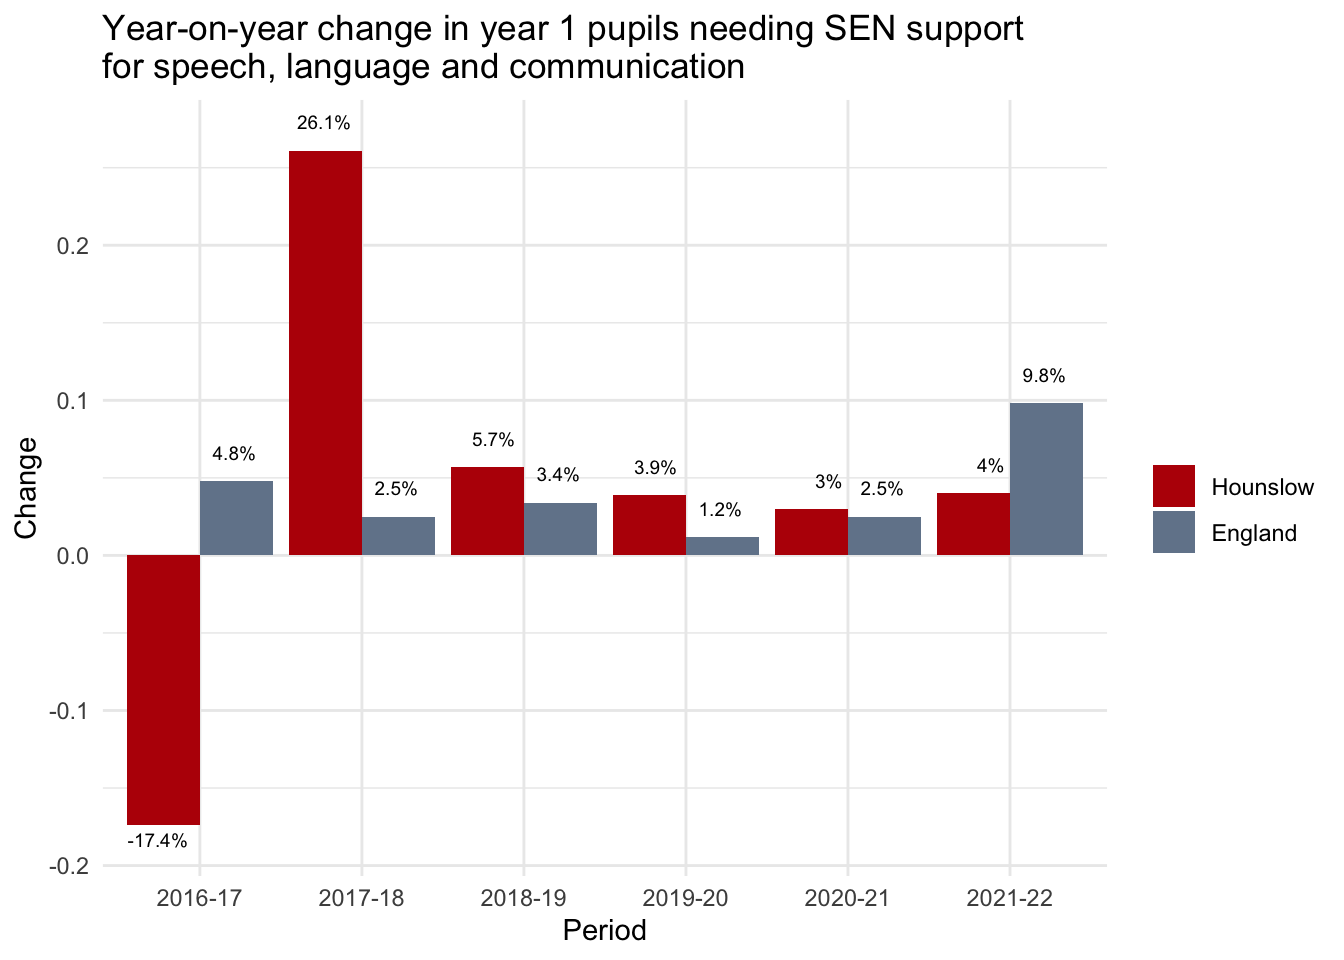 Year-on-year change in year 1 pupils needing SEN support
for speech, language and communication
26.1%
0.2
9.8%
0.1
5.7%
4.8%
3.9%
3.4%
4%
3%
2.5%
2.5%
1.2%
Hounslow
England
Change
0.0
-0.1
-17.4%
-0.2
2016-17 2017-18 2018-19 2019-20 2020-21 2021-22
Period